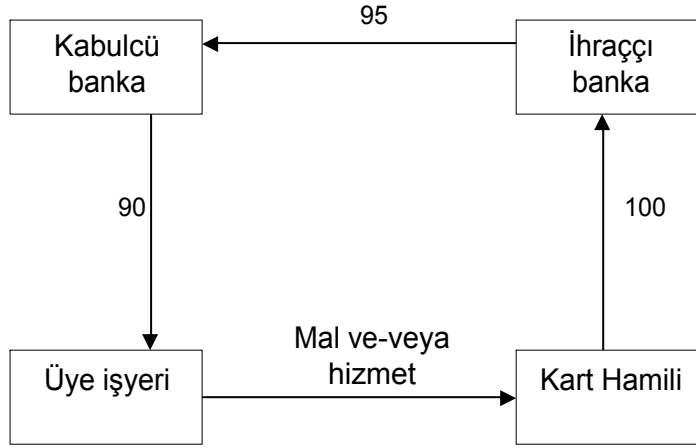 95
Kabulcü
banka
İhraççı
banka
90
100
Mal ve-veya
hizmet
Üye işyeri
Kart Hamili